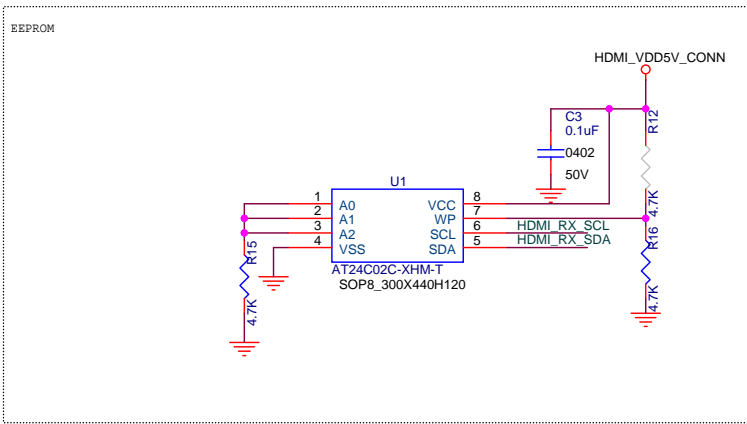 EEPROM
HDMI_VDD5V_CONN
C3
0.1uF
0402
50V
R12
4.7K
U1
1 A0 VCC 8
2 A1 WP 7
3 A2 SCL 6 HDMI_RX_SCL
4 VSS SDA 5 HDMI_RX_SDA
R15
4.7K
R16
4.7K
AT24C02C-XHM-T
SOP8_300X440H120